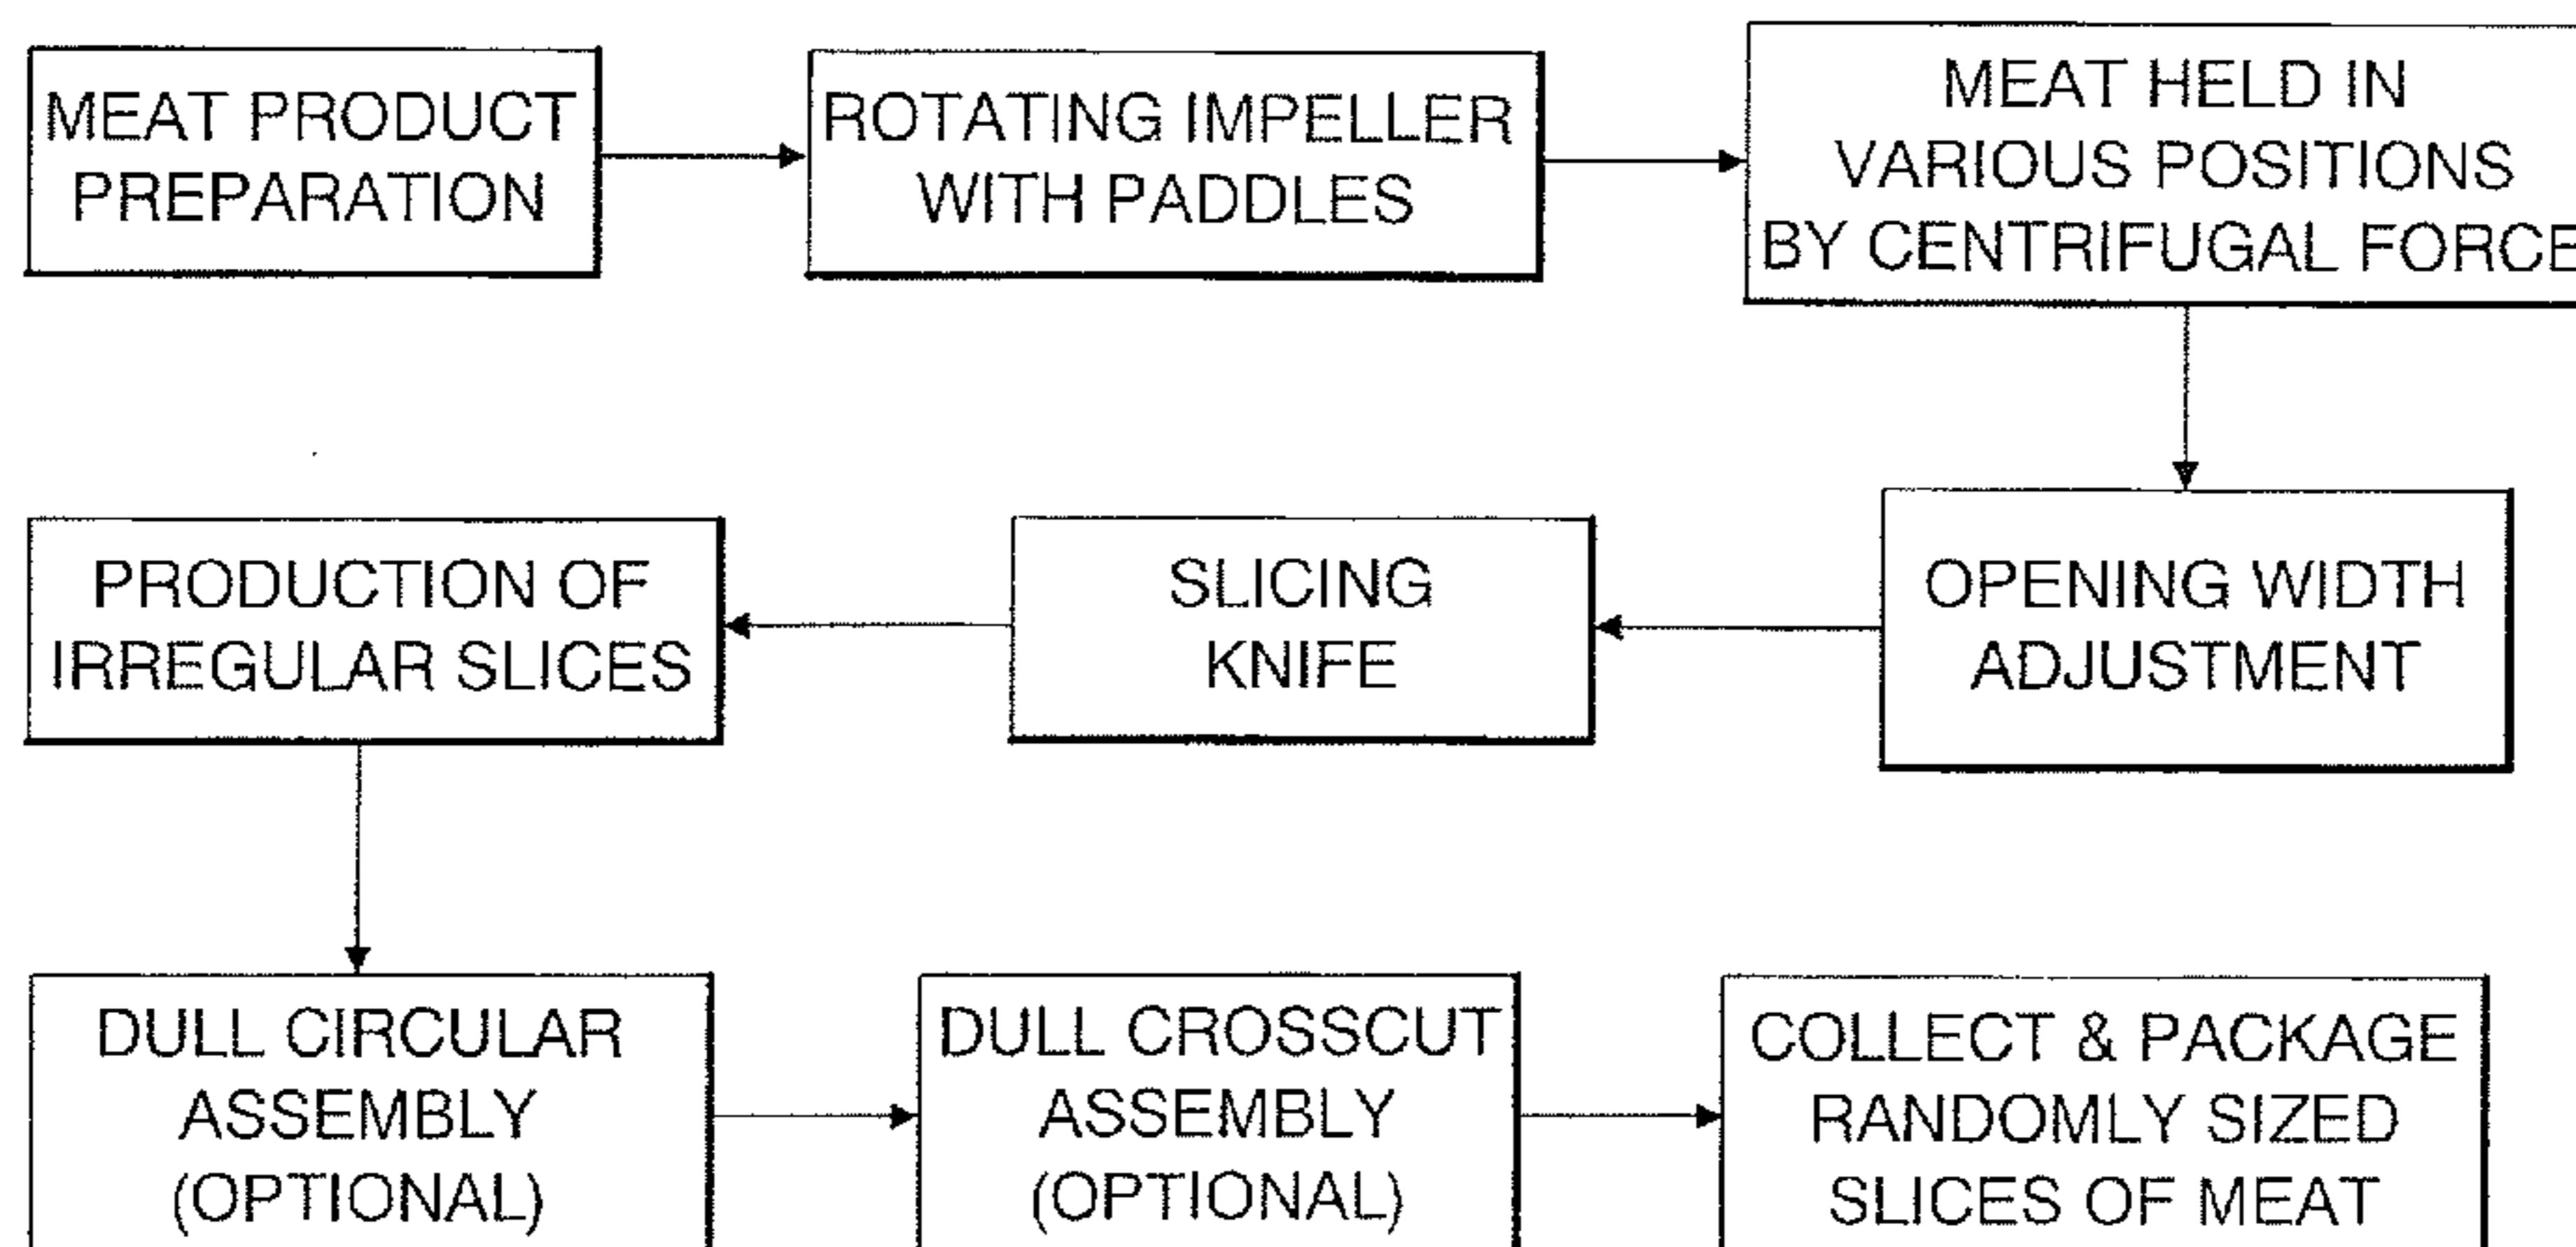 MEAT PRODUCT
PREPARATION
ROTATING IMPELLER
WITH PADDLES
MEAT HELD IN
VARIOUS POSITIONS
BY CENTRIFUGAL FORCE
PRODUCTION OF
IRREGULAR SLICES
SLICING
KNIFE
OPENING WIDTH
ADJUSTMENT
DULL CIRCULAR
ASSEMBLY
(OPTIONAL)
DULL CROSSCUT
ASSEMBLY
(OPTIONAL)
COLLECT & PACKAGE
RANDOMLY SIZED
SLICES OF MEAT